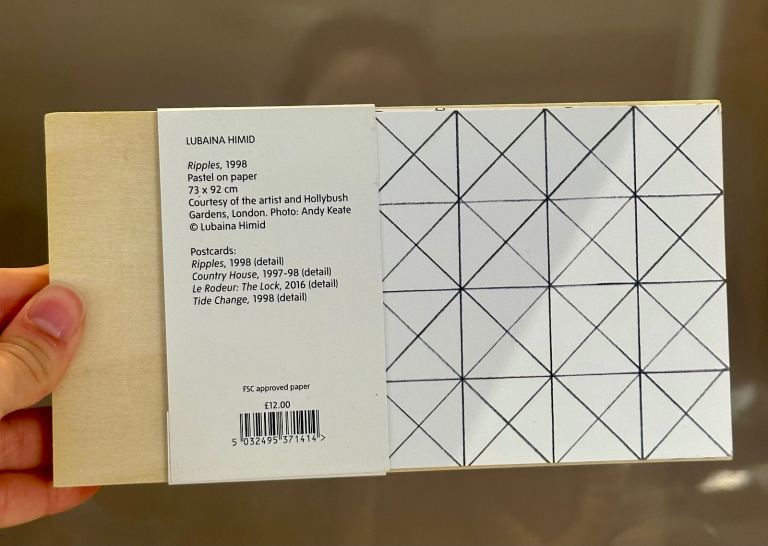 LUBAINA HIMID
Ripples, 1998
Pastel on paper
73 x 92 cm
Courtesy of the artist and Hollybush
Gardens, London. Photo: Andy Keate
© Lubaina Himid
Postcards:
Ripples, 1998 (detail)
Country House, 1997-98 (detail)
Le Rodeur: The Lock, 2016 (detail)
Tide Change, 1998 (detail)
FSC approved paper
£12.00
5 032495 371414 >